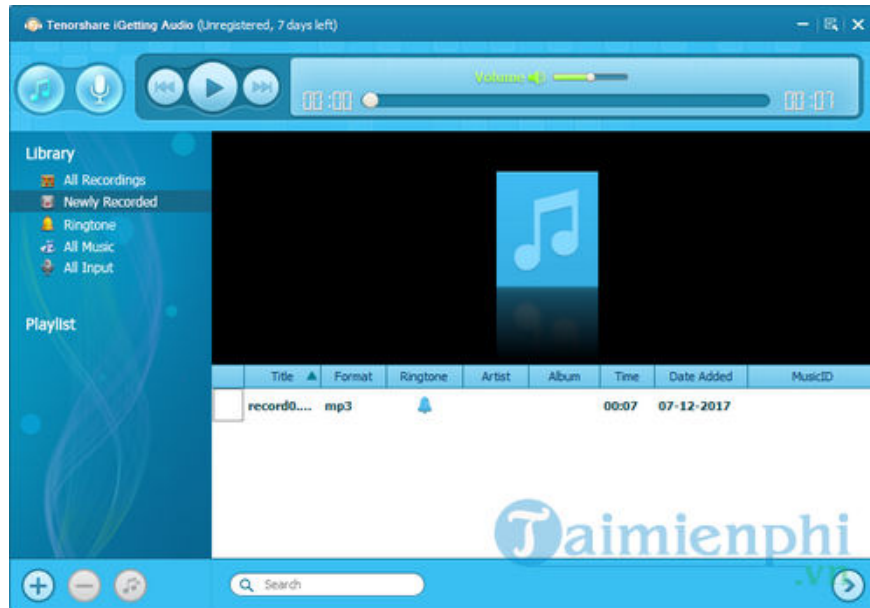 Tenorshare iGetting Audio (Unregistered, 7 days left)
Volume
00:00 00:07
Library
All Recordings
Newly Recorded
Ringtone
All Music
All Input
Playlist
Title Format Ringtone Artist Album Time Date Added MusicID
record0.... mp3 00:07 07-12-2017
Taimienphi
.vn
Search